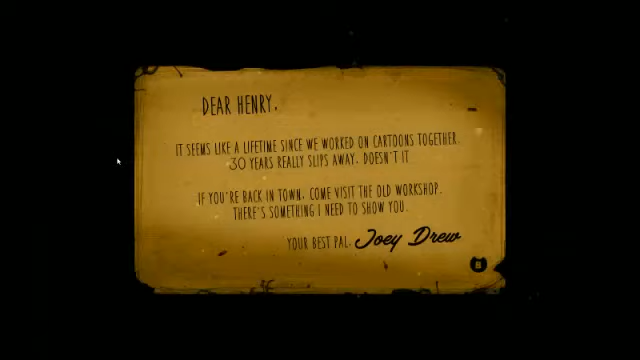 DEAR HENRY,
IT SEEMS LIKE A LIFETIME SINCE WE WORKED ON CARTOONS TOGETHER.
30 YEARS REALLY SLIPS AWAY, DOESN'T IT
IF YOU'RE BACK IN TOWN, COME VISIT THE OLD WORKSHOP.
THERE'S SOMETHING I NEED TO SHOW YOU.
YOUR BEST PAL, Joey Drew